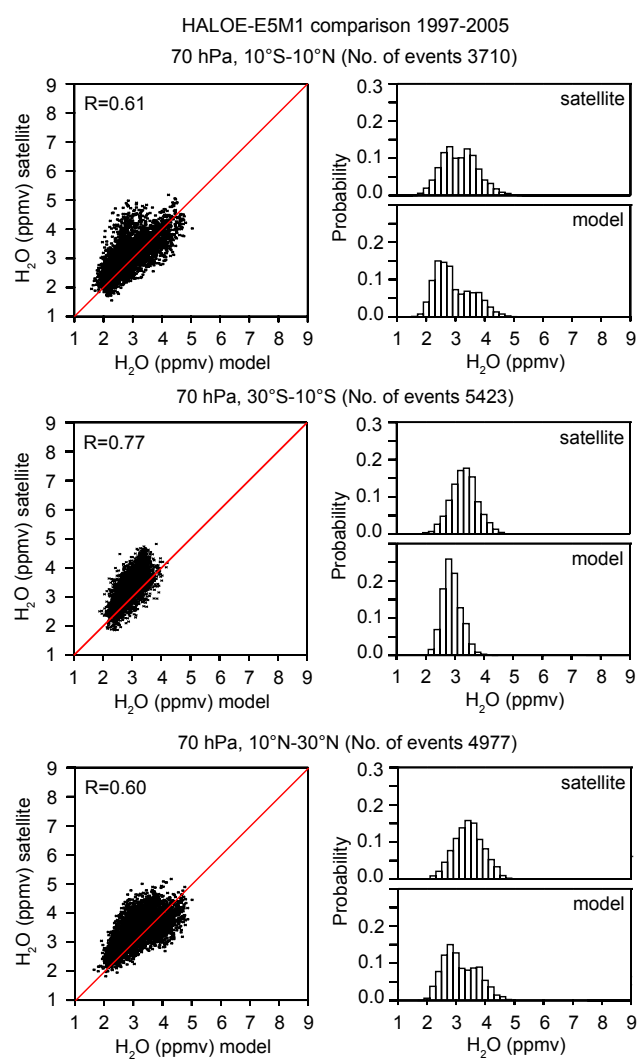 HALOE-E5M1 comparison 1997-2005
70 hPa, 10°S-10°N (No. of events 3710)
9
8
7
6
5
4
3
2
1
H₂O (ppmv) satellite
R=0.61
1 2 3 4 5 6 7 8 9
H₂O (ppmv) model
Probability
0.3
0.2
0.1
0.0
satellite
0.2
0.1
0.0
model
1 2 3 4 5 6 7 8 9
H₂O (ppmv)
70 hPa, 30°S-10°S (No. of events 5423)
9
8
7
6
5
4
3
2
1
H₂O (ppmv) satellite
R=0.77
1 2 3 4 5 6 7 8 9
H₂O (ppmv) model
Probability
0.3
0.2
0.1
0.0
satellite
0.2
0.1
0.0
model
1 2 3 4 5 6 7 8 9
H₂O (ppmv)
70 hPa, 10°N-30°N (No. of events 4977)
9
8
7
6
5
4
3
2
1
H₂O (ppmv) satellite
R=0.60
1 2 3 4 5 6 7 8 9
H₂O (ppmv) model
Probability
0.3
0.2
0.1
0.0
satellite
0.2
0.1
0.0
model
1 2 3 4 5 6 7 8 9
H₂O (ppmv)